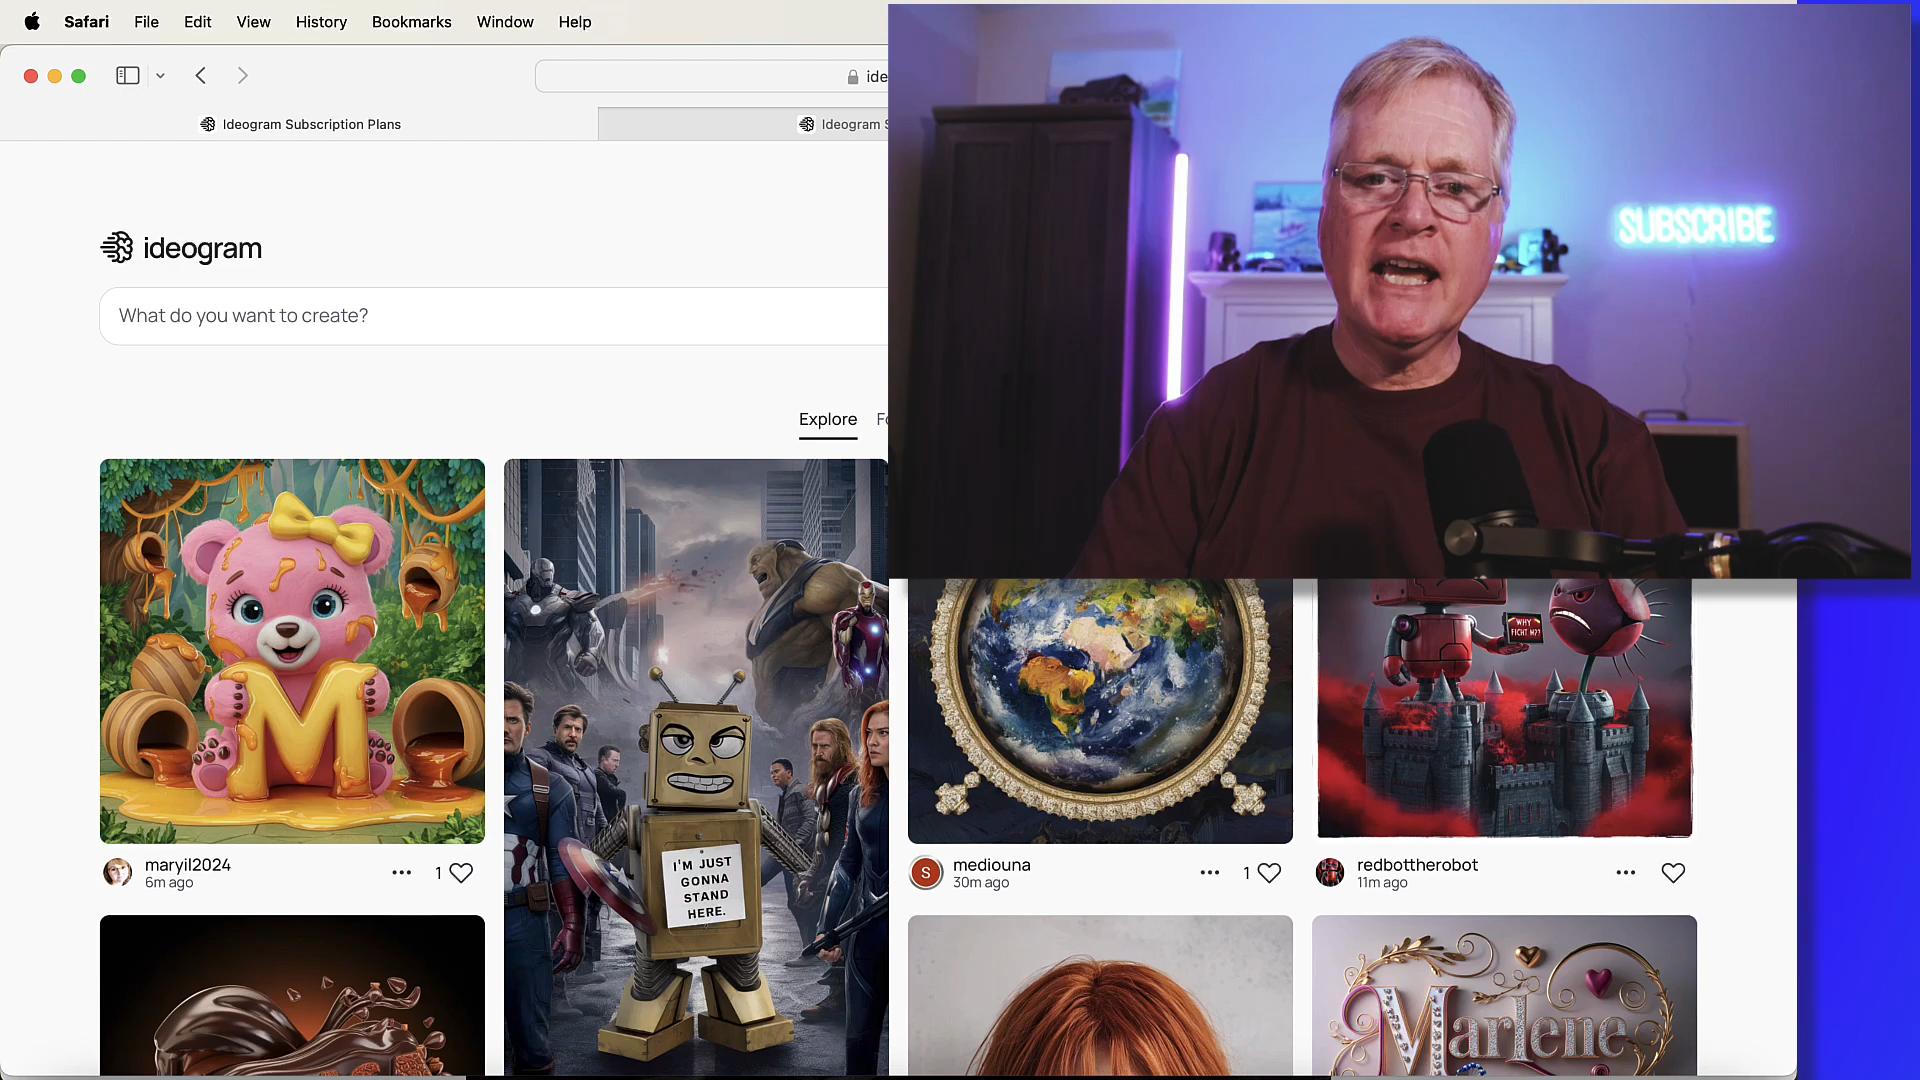 Safari File Edit View History Bookmarks Window Help
ide
Ideogram Subscription Plans
Ideogram S
SUBSCRIBE
ideogram
What do you want to create?
Explore
WHY
FIGHT M??
I'M JUST
GONNA
STAND
HERE.
M
maryil2024
6m ago
1
S
mediouna
30m ago
1
redbottherobot
11m ago
Marlene